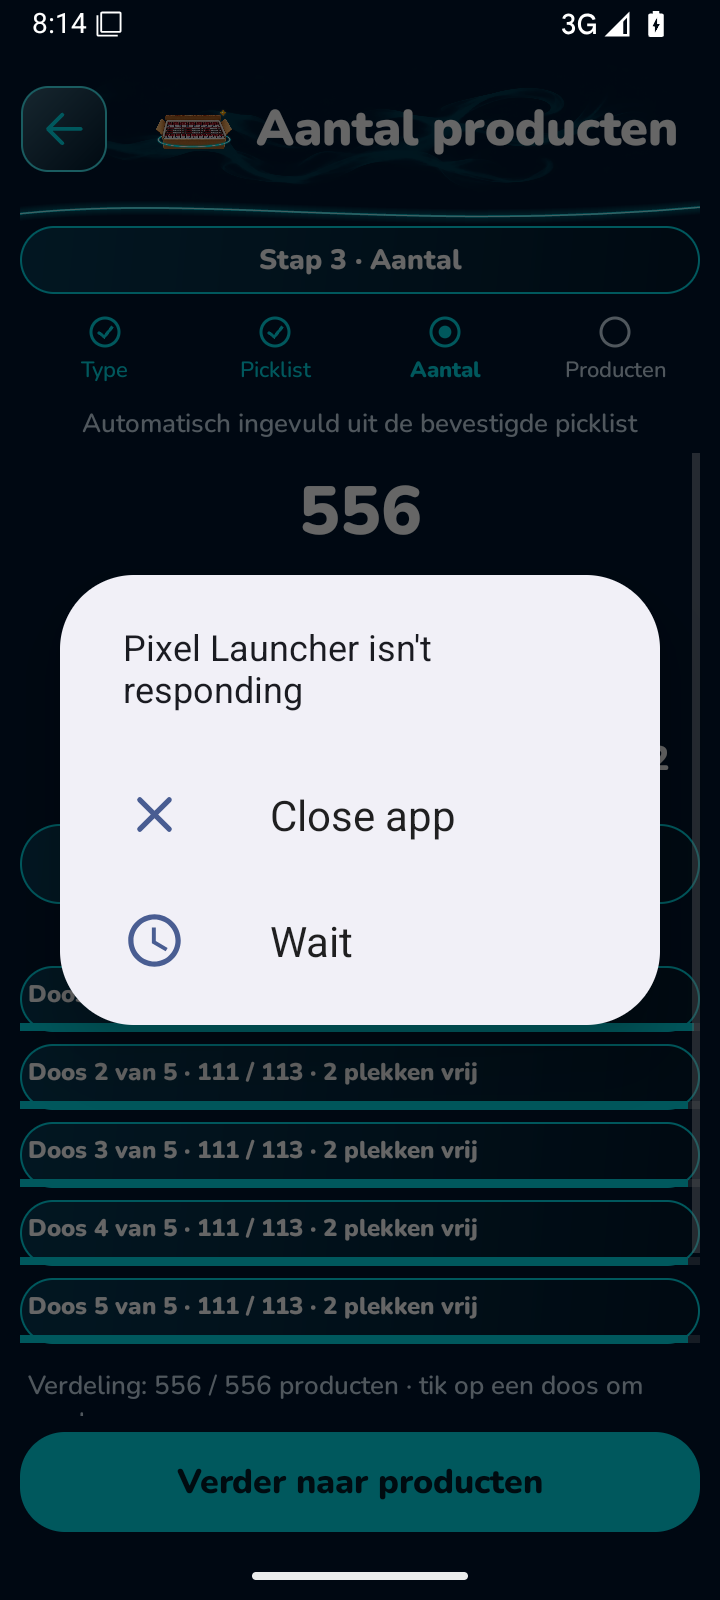 8:14
3G
Aantal producten
Stap 3 · Aantal
Type
Picklist
Aantal
Producten
Automatisch ingevuld uit de bevestigde picklist
556
Pixel Launcher isn't
responding
Close app
Wait
Doos 2 van 5 · 111 / 113 · 2 plekken vrij
Doos 3 van 5 · 111 / 113 · 2 plekken vrij
Doos 4 van 5 · 111 / 113 · 2 plekken vrij
Doos 5 van 5 · 111 / 113 · 2 plekken vrij
Verdeling: 556 / 556 producten · tik op een doos om
Verder naar producten